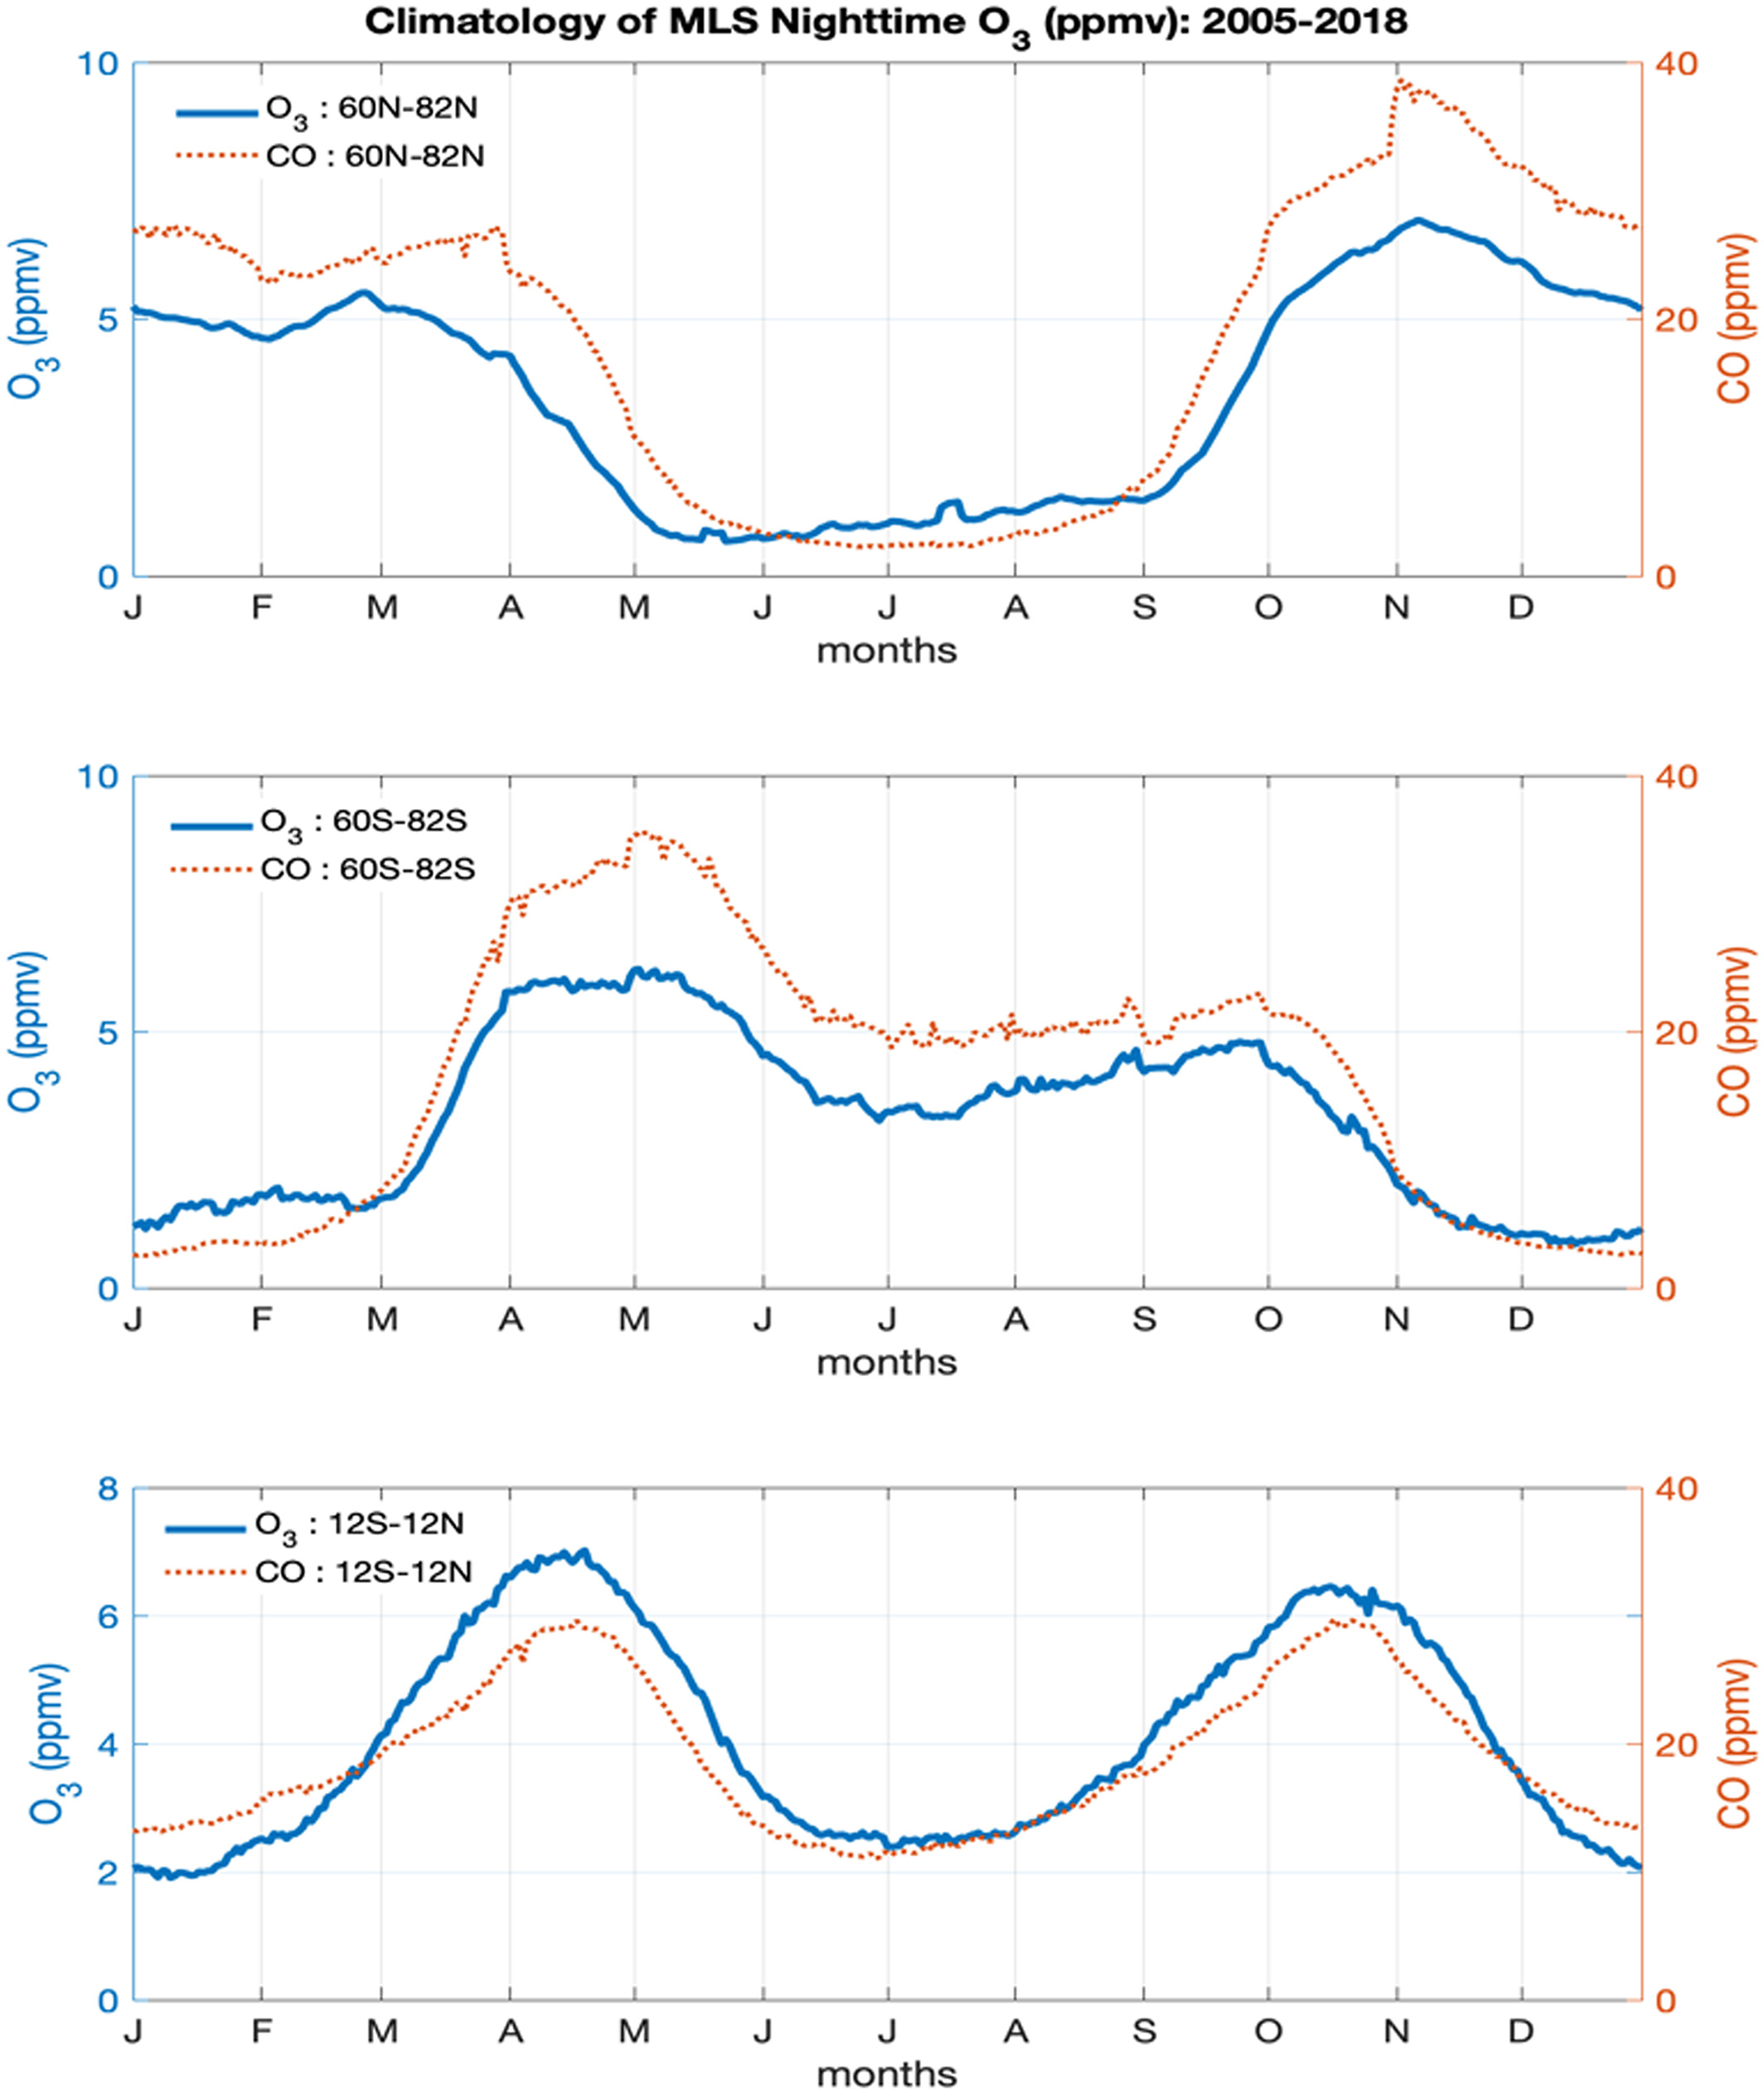 Climatology of MLS Nighttime O3 (ppmv): 2005-2018
10
40
O3 : 60N-82N
CO : 60N-82N
O3 (ppmv)
5
20
CO (ppmv)
0
0
J F M A M J J A S O N D
months
10
40
O3 : 60S-82S
CO : 60S-82S
O3 (ppmv)
5
20
CO (ppmv)
0
0
J F M A M J J A S O N D
months
8
40
O3 : 12S-12N
CO : 12S-12N
6
O3 (ppmv)
4
20
CO (ppmv)
2
0
0
J F M A M J J A S O N D
months